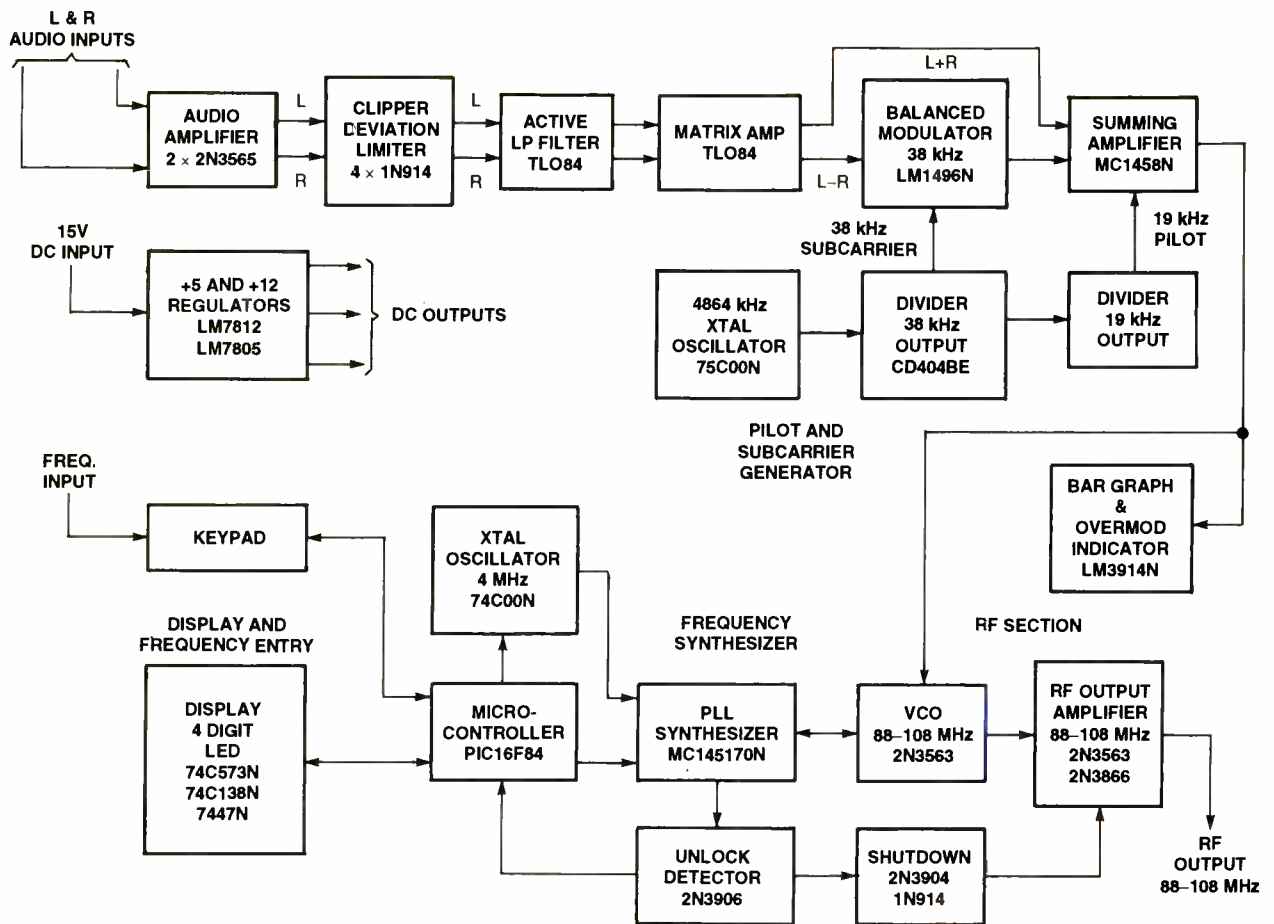 L & R
AUDIO INPUTS
AUDIO
AMPLIFIER
2 × 2N3565
L
R
CLIPPER
DEVIATION
LIMITER
4 × 1N914
L
R
ACTIVE
LP FILTER
TLO84
MATRIX AMP
TLO84
L+R
L–R
BALANCED
MODULATOR
38 kHz
LM1496N
SUMMING
AMPLIFIER
MC1458N
15V
DC INPUT
+5 AND +12
REGULATORS
LM7812
LM7805
DC OUTPUTS
38 kHz
SUBCARRIER
19 kHz
PILOT
4864 kHz
XTAL
OSCILLATOR
75C00N
DIVIDER
38 kHz
OUTPUT
CD404BE
DIVIDER
19 kHz
OUTPUT
PILOT AND
SUBCARRIER
GENERATOR
FREQ.
INPUT
KEYPAD
XTAL
OSCILLATOR
4 MHz
74C00N
BAR GRAPH
&
OVERMOD
INDICATOR
LM3914N
DISPLAY AND
FREQUENCY ENTRY
FREQUENCY
SYNTHESIZER
RF SECTION
DISPLAY
4 DIGIT
LED
74C573N
74C138N
7447N
MICRO-
CONTROLLER
PIC16F84
PLL
SYNTHESIZER
MC145170N
VCO
88–108 MHz
2N3563
RF OUTPUT
AMPLIFIER
88–108 MHz
2N3563
2N3866
UNLOCK
DETECTOR
2N3906
SHUTDOWN
2N3904
1N914
RF
OUTPUT
88–108 MHz